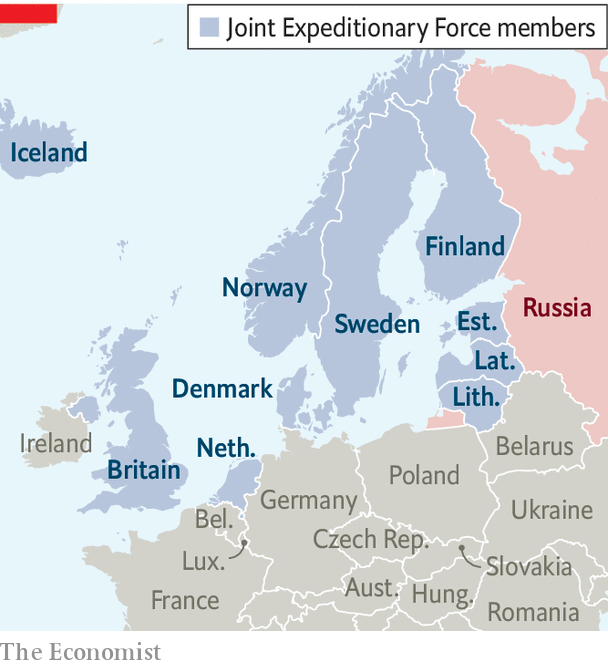 Joint Expeditionary Force members
Iceland
Finland
Norway
Russia
Sweden
Est.
Lat.
Denmark
Lith.
Ireland
Neth.
Belarus
Britain
Poland
Germany
Ukraine
Bel.
Czech Rep.
Lux.
Slovakia
Aust.
Hung.
France
Romania
The Economist